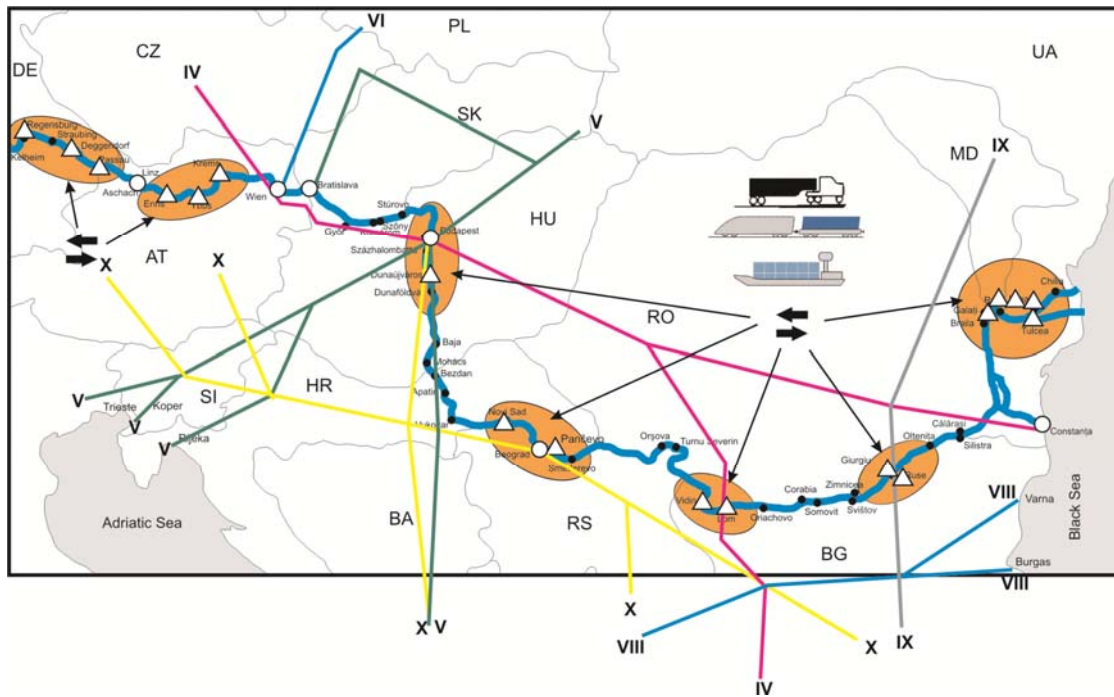 VI
PL
UA
CZ
DE
IV
SK
V
IX
MD
Regensburg
Straubing
Deggendorf
Kelheim
Passau
Linz
Aschach
Krems
Enns
Ybbs
Wien
Bratislava
Stúrovo
Szőny
Győr
Budapest
HU
Százhalombatta
Dunaújváros
Dunaföldvár
AT
X
X
RO
Chilia
Galați
Braila
Tulcea
Baja
Mohács
Bezdan
Apatin
HR
SI
V
Trieste
Koper
V
Rijeka
V
Vukovar
Novi Sad
Pančevo
Beograd
Smederevo
Orşova
Turnu Severin
Călăraşi
Silistra
Oltenita
Constanța
Giurgiu
Ruse
Zimnicea
Svištov
Corabia
Somovit
Oriachovo
Vidin
Lom
VIII
Varna
Black Sea
Adriatic Sea
BA
RS
BG
Burgas
VIII
X
X V
VIII
X
IX
IV